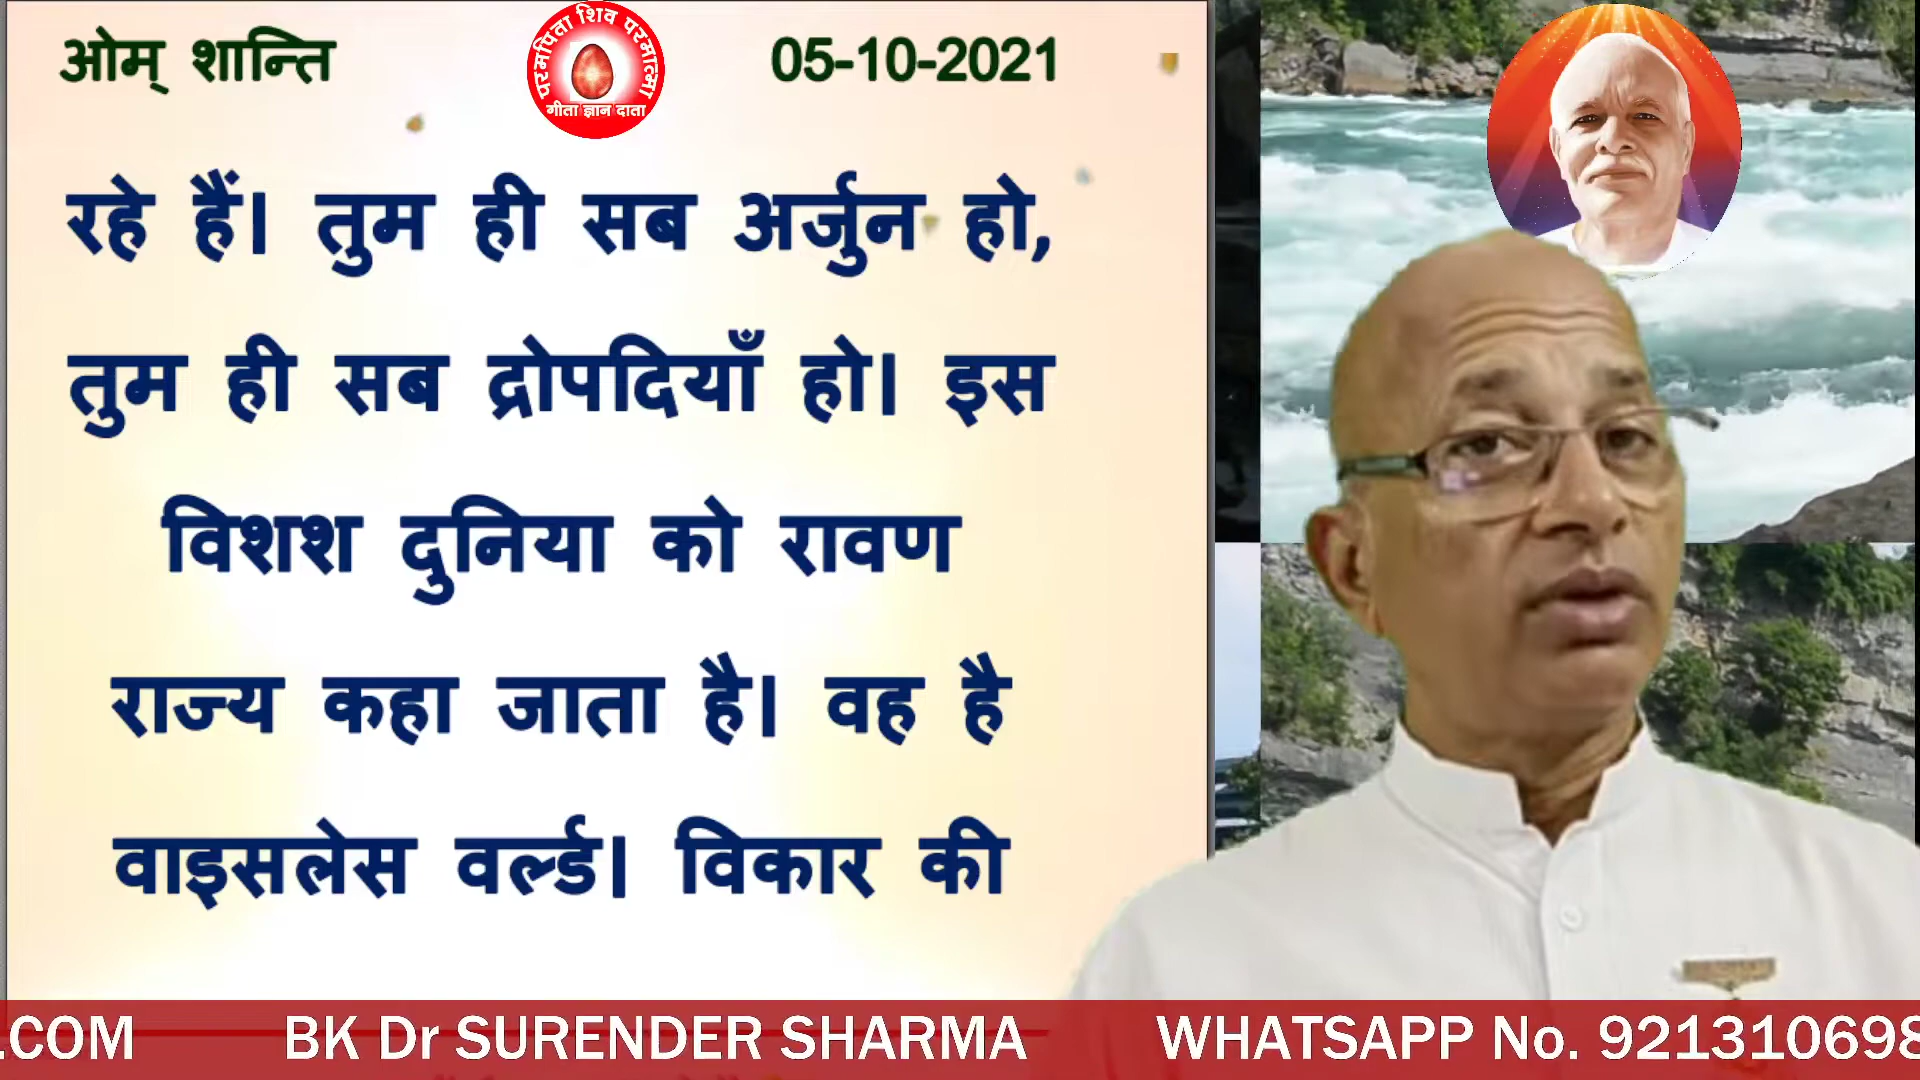 ओम् शान्ति
परमपिता शिव परमात्मा
गीता ज्ञान दाता
05-10-2021
रहे हैं। तुम ही सब अर्जुन हो,
तुम ही सब द्रोपदियाँ हो। इस
विशश दुनिया को रावण
राज्य कहा जाता है। वह है
वाइसलेस वर्ल्ड। विकार की
.COM BK Dr SURENDER SHARMA WHATSAPP No. 921310698